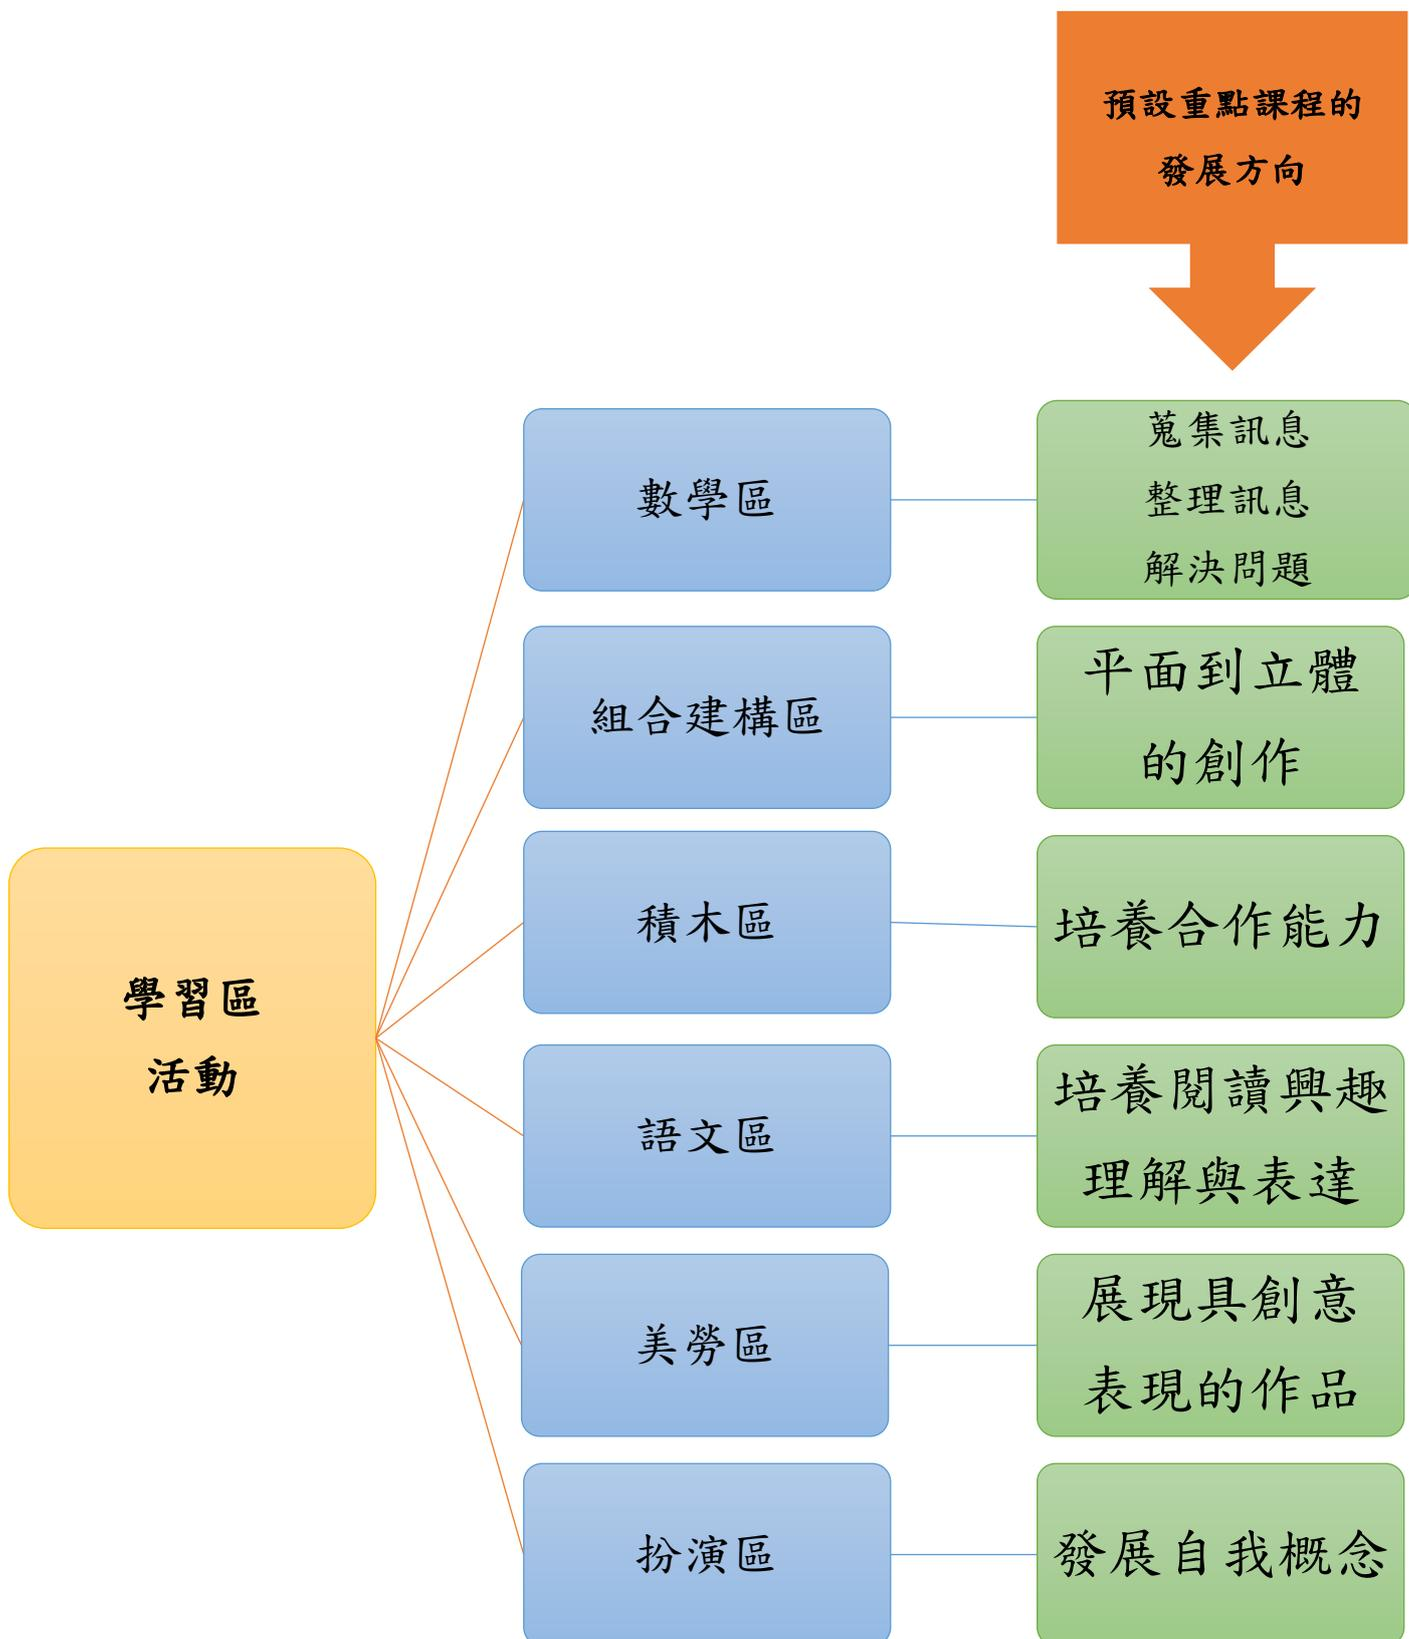 預設重點課程的
發展方向
學習區
活動
數學區
蒐集訊息
整理訊息
解決問題
組合建構區
平面到立體
的創作
積木區
培養合作能力
語文區
培養閱讀興趣
理解與表達
美勞區
展現具創意
表現的作品
扮演區
發展自我概念